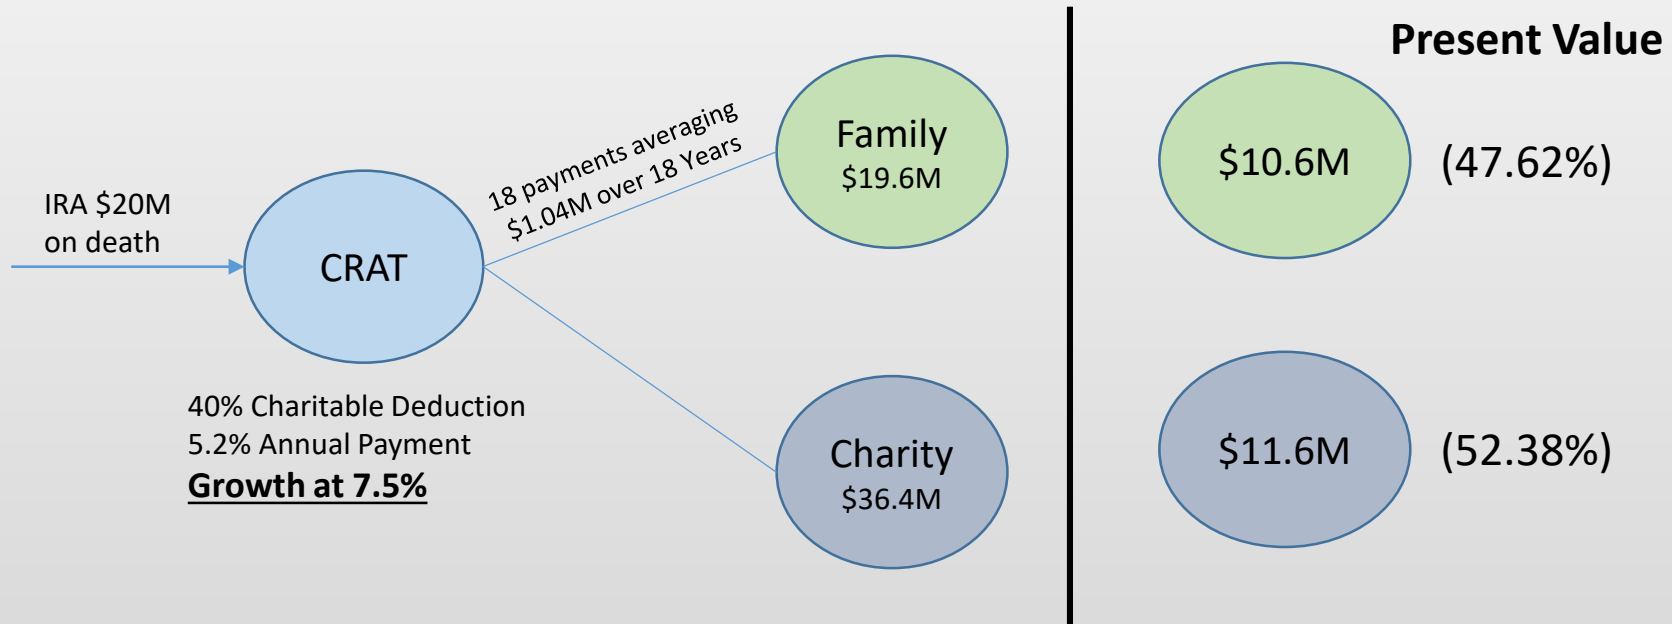 Present Value
IRA $20M
on death
CRAT
18 payments averaging
$1.04M over 18 Years
Family
$19.6M
$10.6M
(47.62%)
40% Charitable Deduction
5.2% Annual Payment
Growth at 7.5%
Charity
$36.4M
$11.6M
(52.38%)